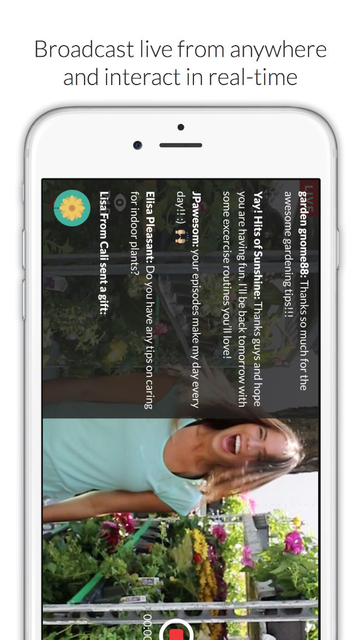 Broadcast live from anywhere
and interact in real-time
LIVE
garden gnome88: Thanks so much for the
awesome gardening tips!!!
Yay! Hits of Sunshine: Thanks guys and hope
you are having fun. I'll be back tomorrow with
some excercise routines you'll love!
JPawesom: your episodes make my day every
day!!:)
Elisa Pleasant: Do you have any tips on caring
for indoor plants?
Lisa From Cali sent a gift: